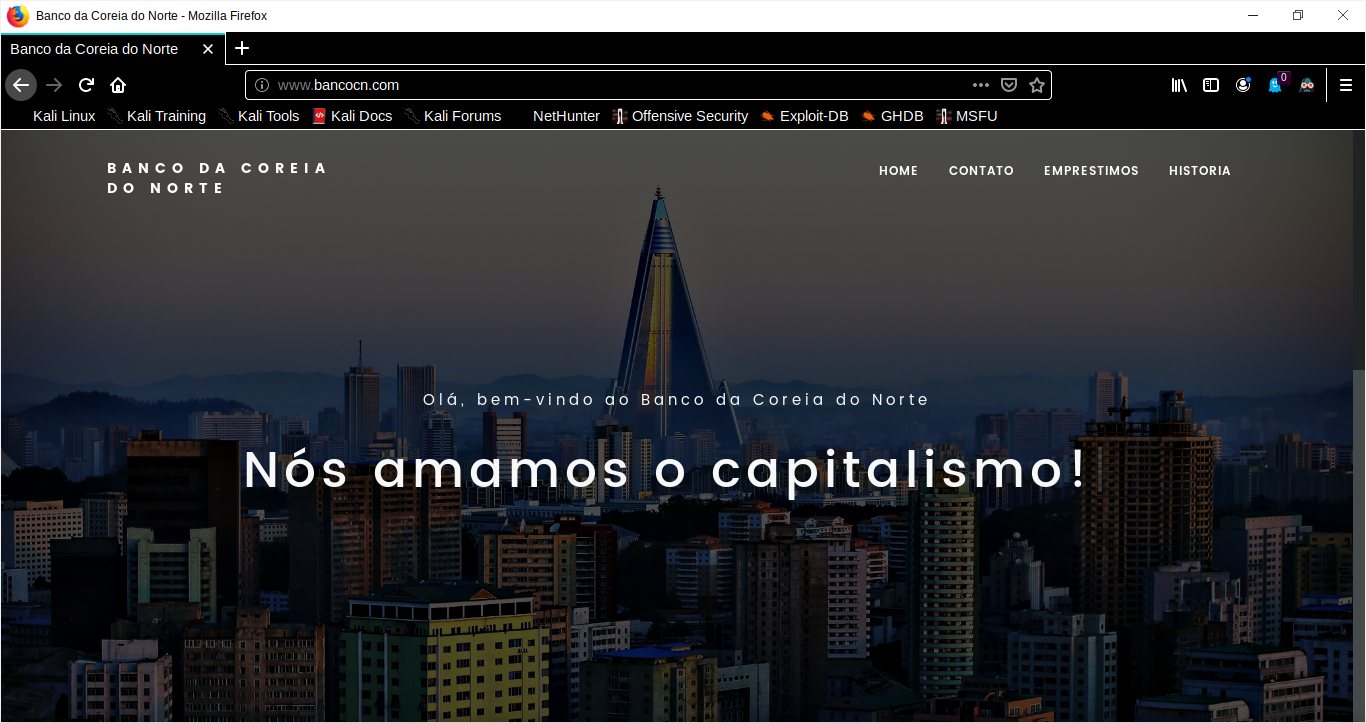 Banco da Coreia do Norte - Mozilla Firefox
Banco da Coreia do Norte
www.bancocn.com
0
Kali Linux Kali Training Kali Tools Kali Docs Kali Forums NetHunter Offensive Security Exploit-DB GHDB MSFU
BANCO DA COREIA
DO NORTE
HOME CONTATO EMPRESTIMOS HISTORIA
Olá, bem-vindo ao Banco da Coreia do Norte
Nós amamos o capitalismo!